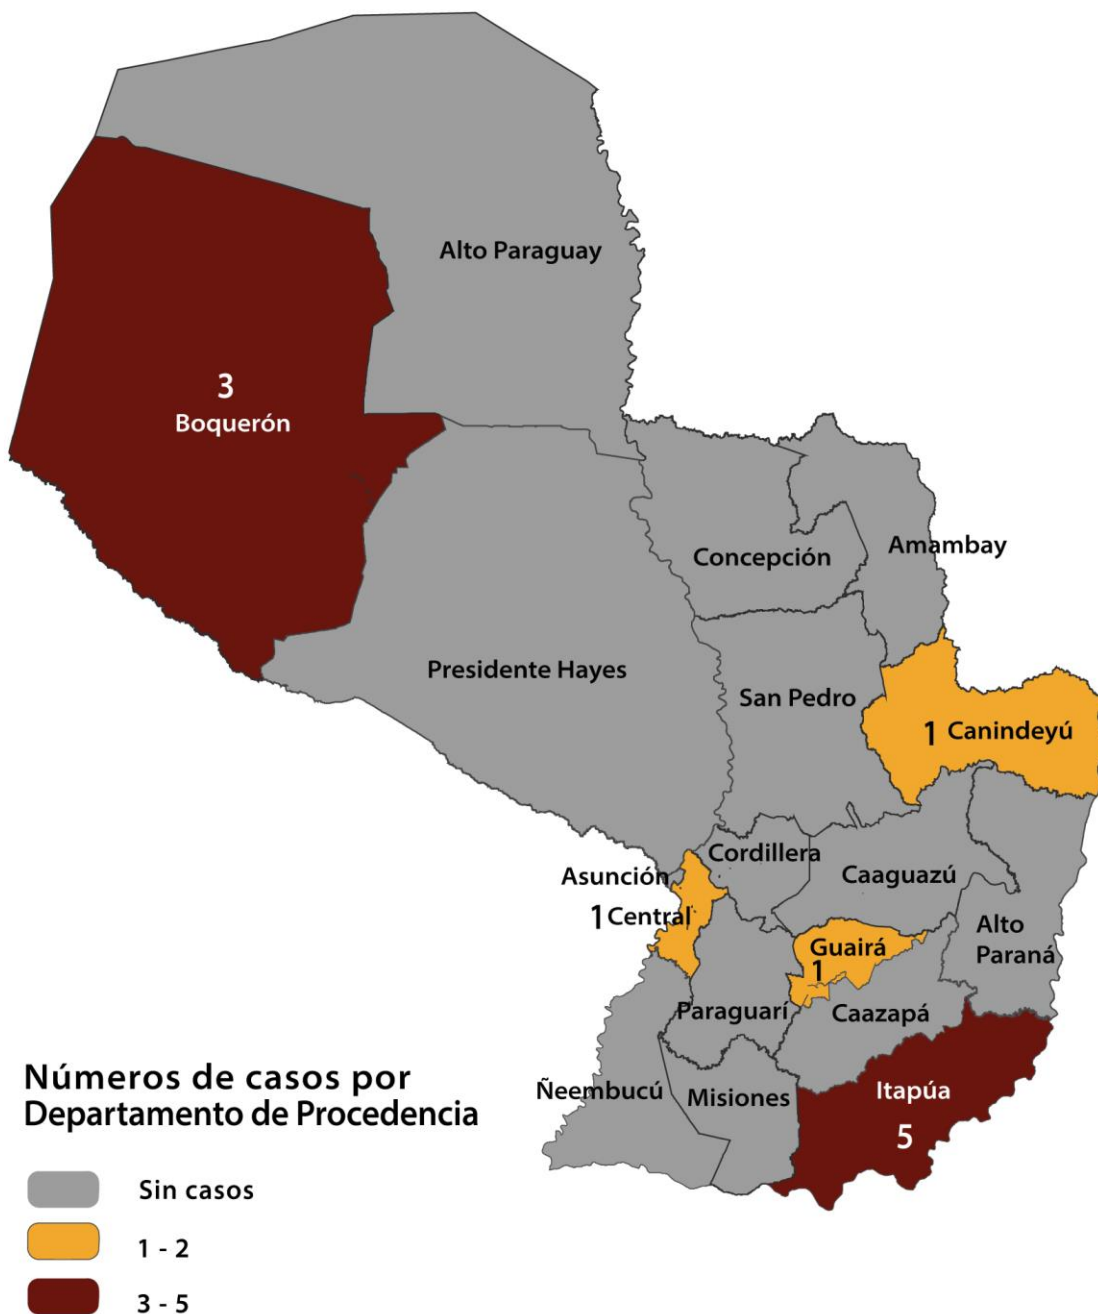 Alto Paraguay
3
Boquerón
Concepción
Amambay
Presidente Hayes
San Pedro
1 Canindeyú
Cordillera
Asunción
Caaguazú
1 Central
Guairá
1
Alto
Paraná
Paraguarí
Caazapá
Ñeembucú
Misiones
Itapúa
5
Números de casos por
Departamento de Procedencia
Sin casos
1 - 2
3 - 5